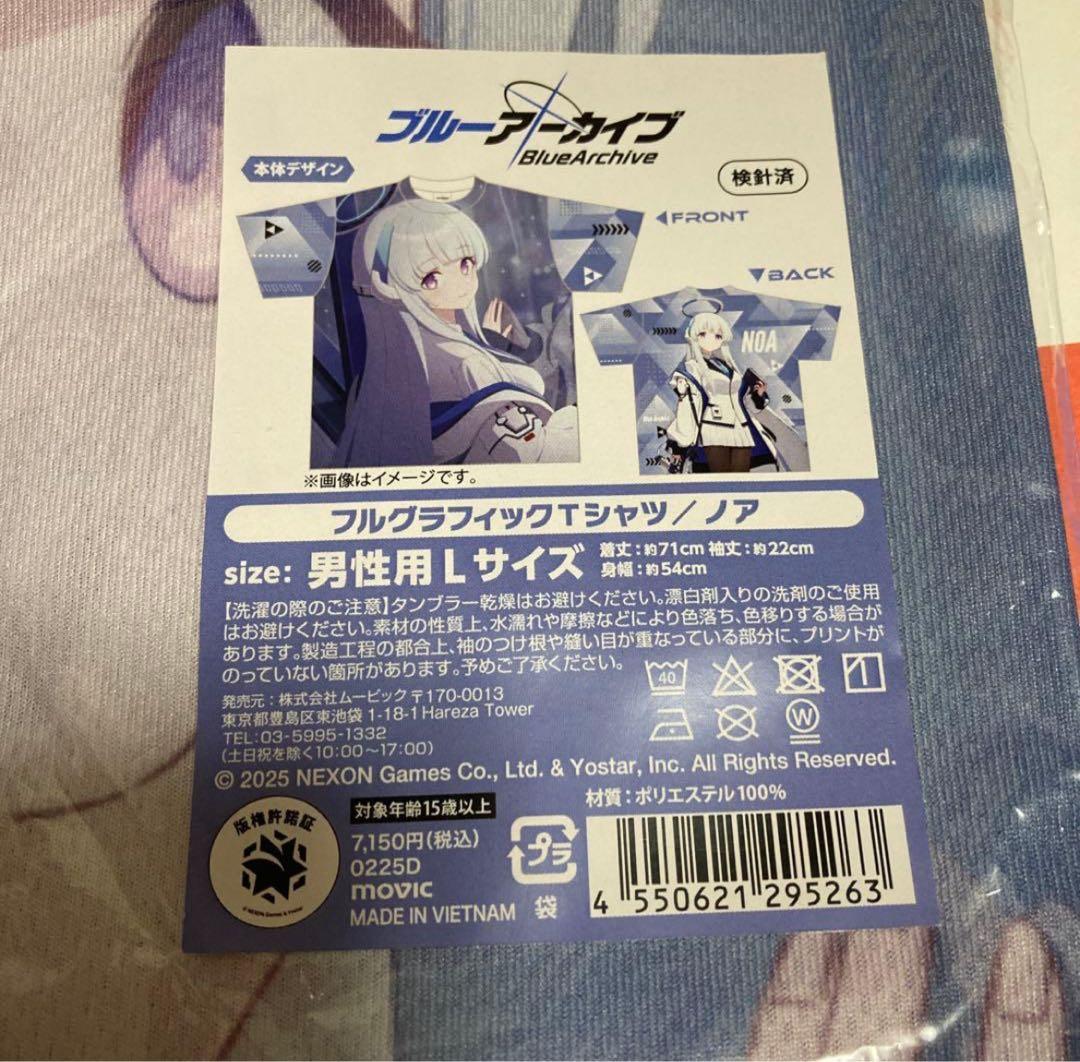 ブルーアーカイブ
BlueArchive
本体デザイン
検針済
FRONT
BACK
NOA
※画像はイメージです。
フルグラフィックTシャツ／ノア
size: 男性用Lサイズ 着丈：約71cm 袖丈：約22cm
身幅：約54cm
【洗濯の際のご注意】タンブラー乾燥はお避けください。漂白剤入りの洗剤のご使用
はお避けください。素材の性質上、水濡れや摩擦などにより色落ち、色移りする場合が
あります。製造工程の都合上、袖のつけ根や縫い目が重なっている部分に、プリントが
のっていない箇所があります。予めご了承ください。
40
W
発売元：株式会社ムービック 〒170-0013
東京都豊島区東池袋 1-18-1 Hareza Tower
TEL:03-5995-1332
(土日祝を除く10:00～17:00)
© 2025 NEXON Games Co., Ltd. & Yostar, Inc. All Rights Reserved.
版権許諾証
© NEXON Games & Yostar
対象年齢15歳以上
7,150円(税込)
0225D
movic
MADE IN VIETNAM
プラ
袋
材質：ポリエステル100%
4 550621 295263